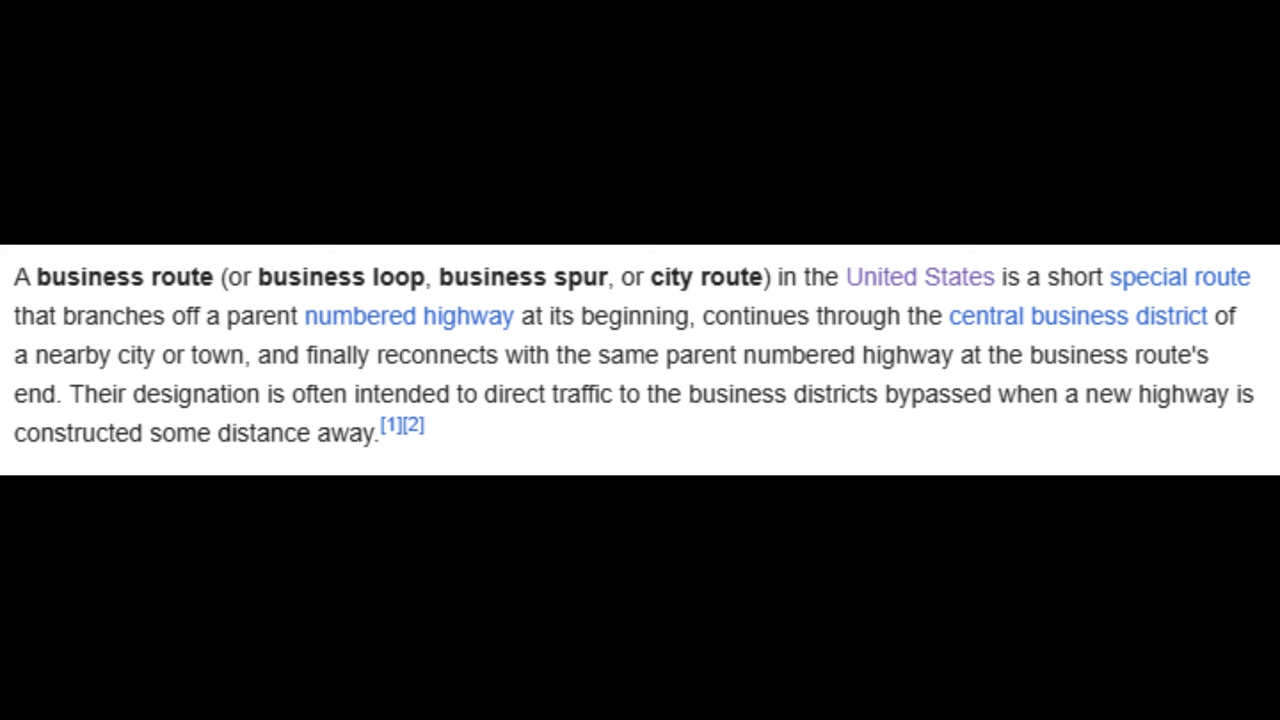 A business route (or business loop, business spur, or city route) in the United States is a short special route
that branches off a parent numbered highway at its beginning, continues through the central business district of
a nearby city or town, and finally reconnects with the same parent numbered highway at the business route's
end. Their designation is often intended to direct traffic to the business districts bypassed when a new highway is
constructed some distance away.[1][2]